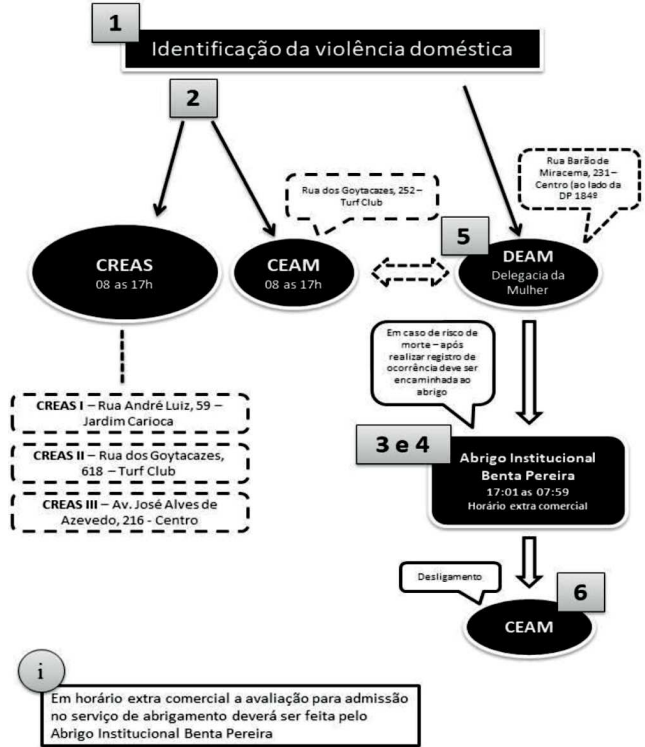 1
Identificação da violência doméstica
2
Rua dos Goytacazes, 252 –
Turf Club
Rua Barão de
Miracema, 231 –
Centro (ao lado da
DP 184º
CREAS
08 as 17h
CEAM
08 as 17h
5
DEAM
Delegacia da
Mulher
Em caso de risco de
morte – após
realizar registro de
ocorrência deve ser
encaminhada ao
abrigo
CREAS I – Rua André Luiz, 59 –
Jardim Carioca
CREAS II – Rua dos Goytacazes,
618 – Turf Club
CREAS III – Av. José Alves de
Azevedo, 216 - Centro
3 e 4
Abrigo Institucional
Benta Pereira
17:01 as 07:59
Horário extra comercial
Desligamento
6
CEAM
i
Em horário extra comercial a avaliação para admissão
no serviço de abrigamento deverá ser feita pelo
Abrigo Institucional Benta Pereira